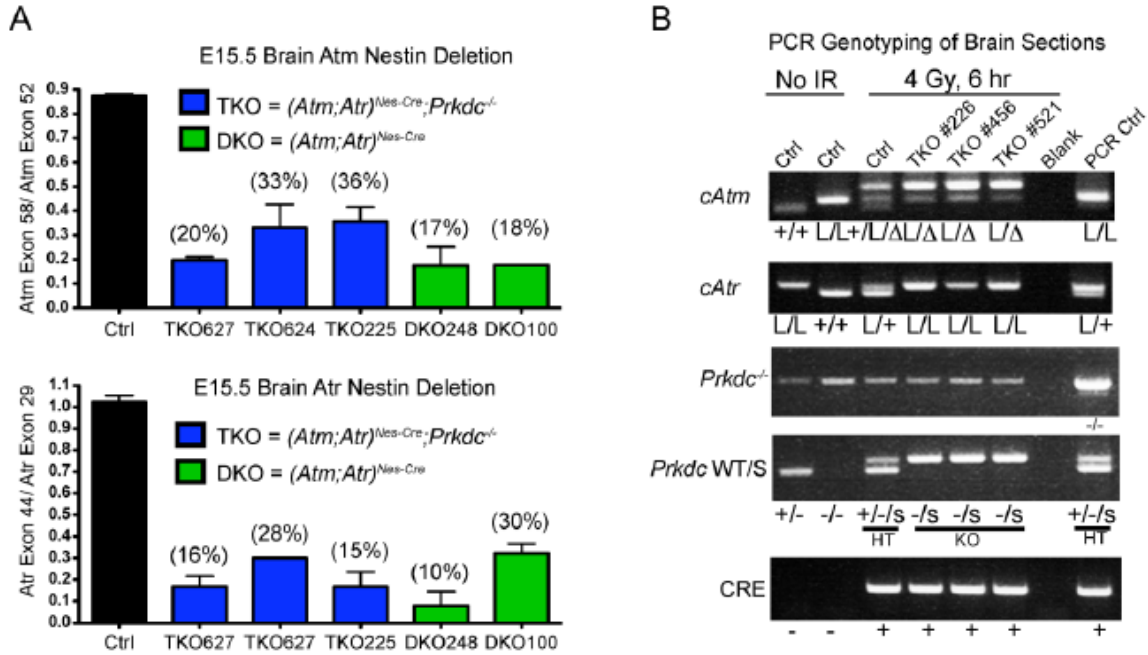 A
E15.5 Brain Atm Nestin Deletion
Atm Exon 58/ Atm Exon 52
0.9
0.8
0.7
0.6
0.5
0.4
0.3
0.2
0.1
0.0
TKO = (Atm;Atr)Nes-Cre;Prkdc-/-
DKO = (Atm;Atr)Nes-Cre
(20%) (33%) (36%) (17%) (18%)
Ctrl TKO627 TKO624 TKO225 DKO248 DKO100
E15.5 Brain Atr Nestin Deletion
Atr Exon 44/ Atr Exon 29
1.1
1.0
0.9
0.8
0.7
0.6
0.5
0.4
0.3
0.2
0.1
0.0
TKO = (Atm;Atr)Nes-Cre;Prkdc-/-
DKO = (Atm;Atr)Nes-Cre
(16%) (28%) (15%) (10%) (30%)
Ctrl TKO627 TKO627 TKO225 DKO248 DKO100
B
PCR Genotyping of Brain Sections
No IR 4 Gy, 6 hr
Ctrl Ctrl Ctrl TKO #226 TKO #456 TKO #521 Blank PCR Ctrl
cAtm
+/+ L/L +/L/Δ L/Δ L/Δ L/Δ L/L
cAtr
L/L +/+ L/+ L/L L/L L/L L/+
Prkdc-/-
-/-
Prkdc WT/S
+/- -/- +/-/s -/s -/s -/s +/-/s
HT KO HT
CRE
- - + + + + +